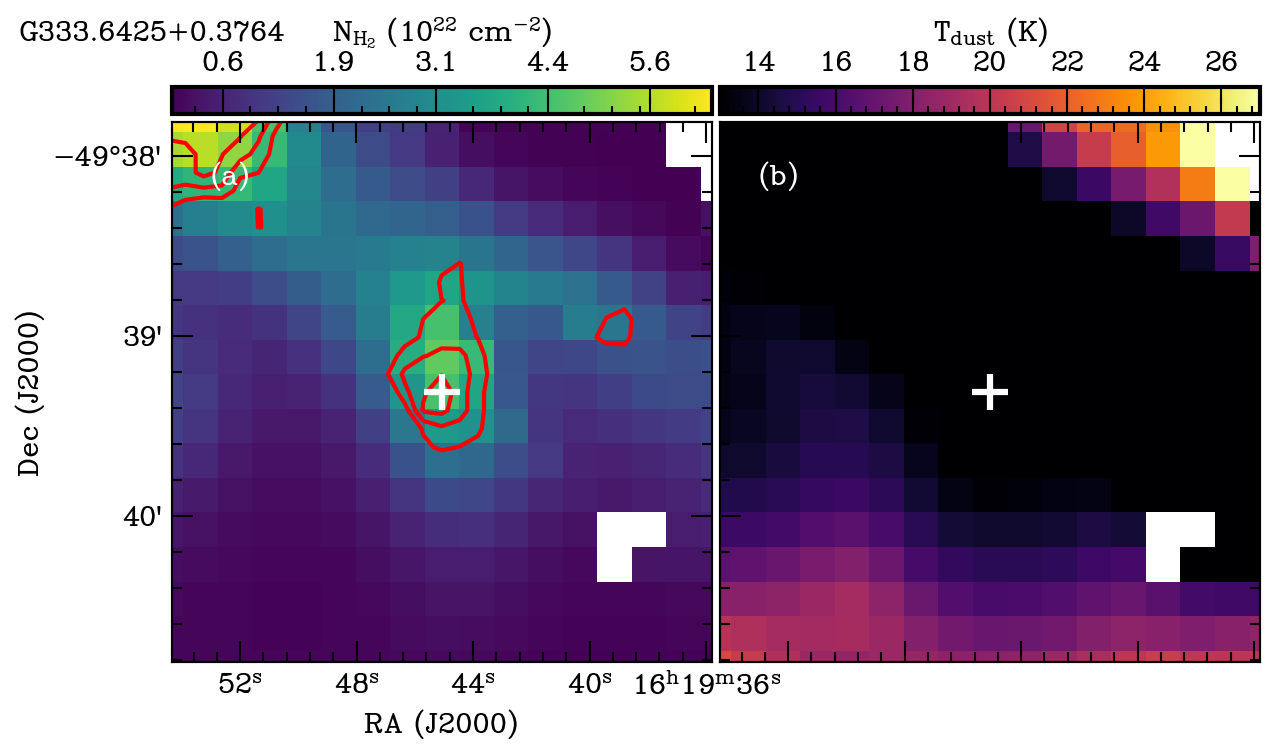 G333.6425+0.3764 N_H₂ (10²² cm⁻²) T_dust (K)
0.6 1.9 3.1 4.4 5.6 14 16 18 20 22 24 26
(a) (b)
−49°38'
39'
40'
Dec (J2000)
52ˢ 48ˢ 44ˢ 40ˢ 16ʰ19ᵐ36ˢ
RA (J2000)